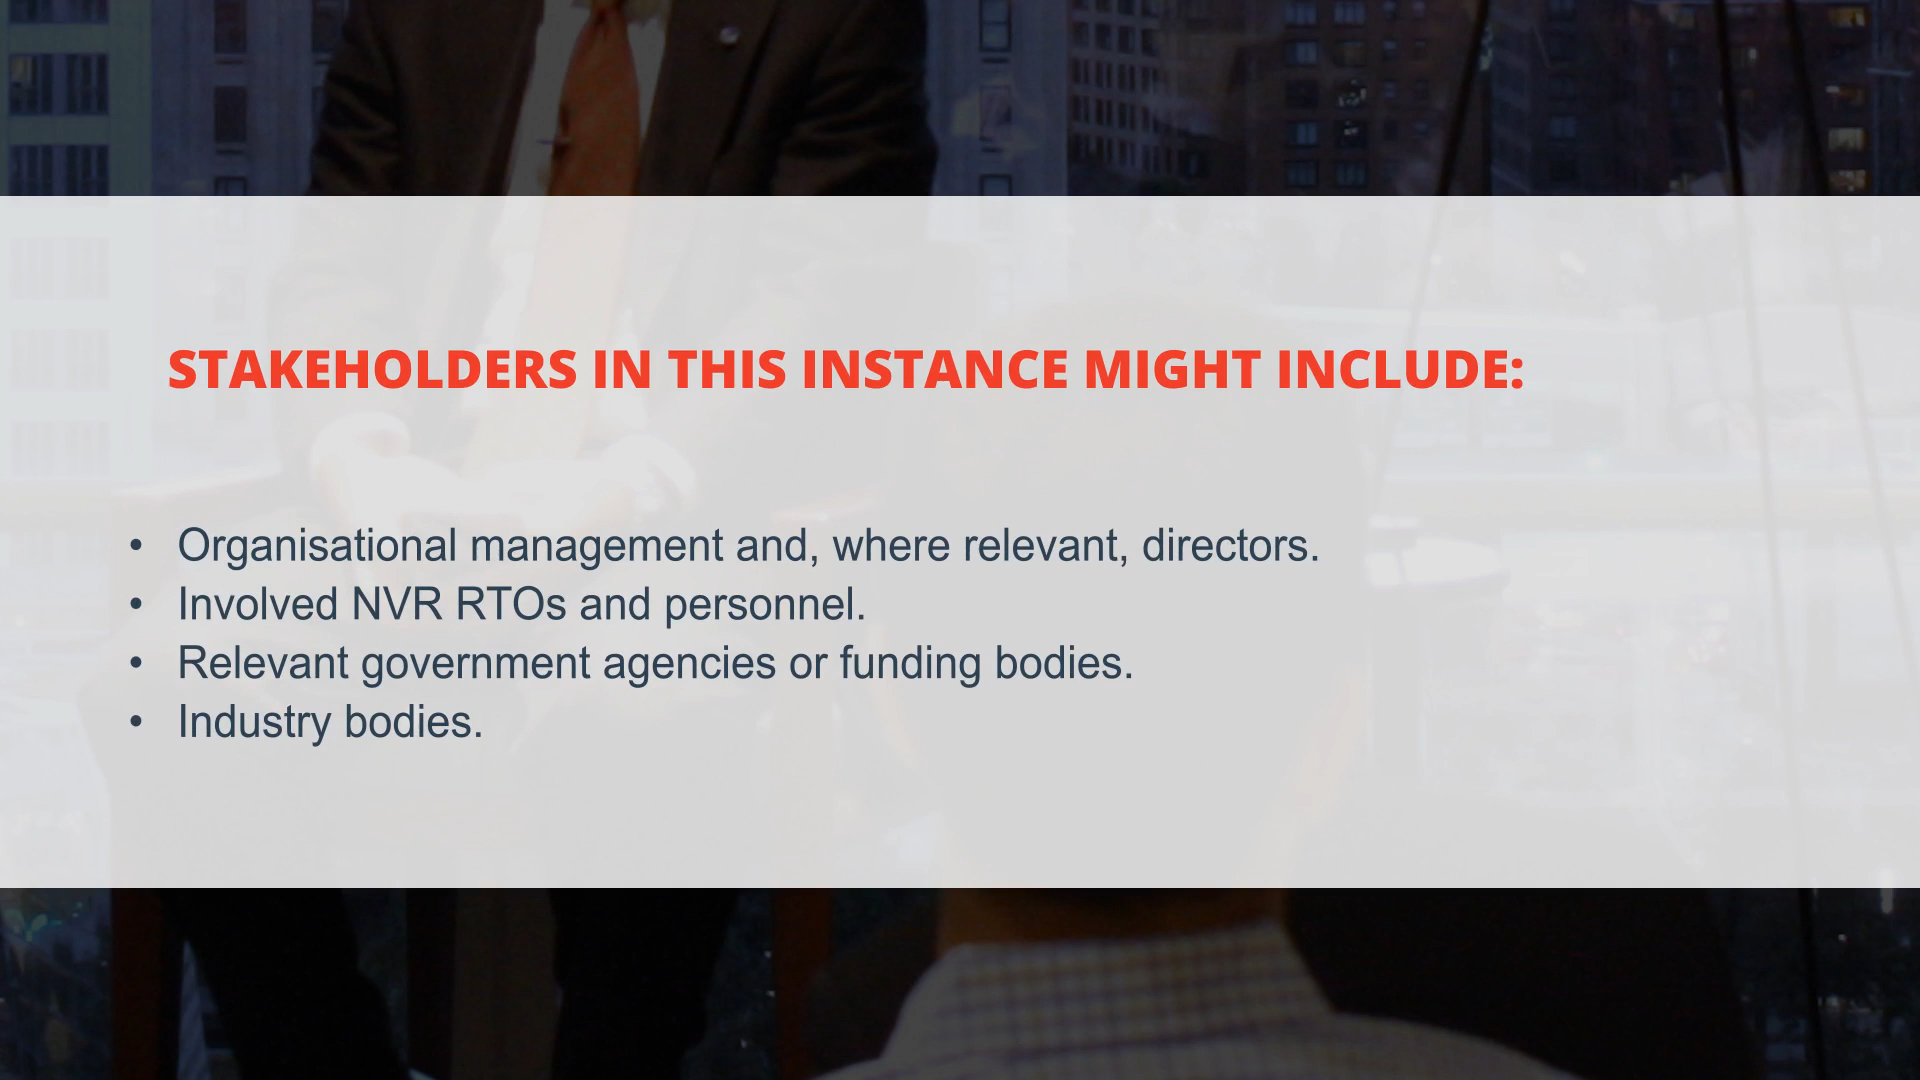 STAKEHOLDERS IN THIS INSTANCE MIGHT INCLUDE:
• Organisational management and, where relevant, directors.
• Involved NVR RTOs and personnel.
• Relevant government agencies or funding bodies.
• Industry bodies.